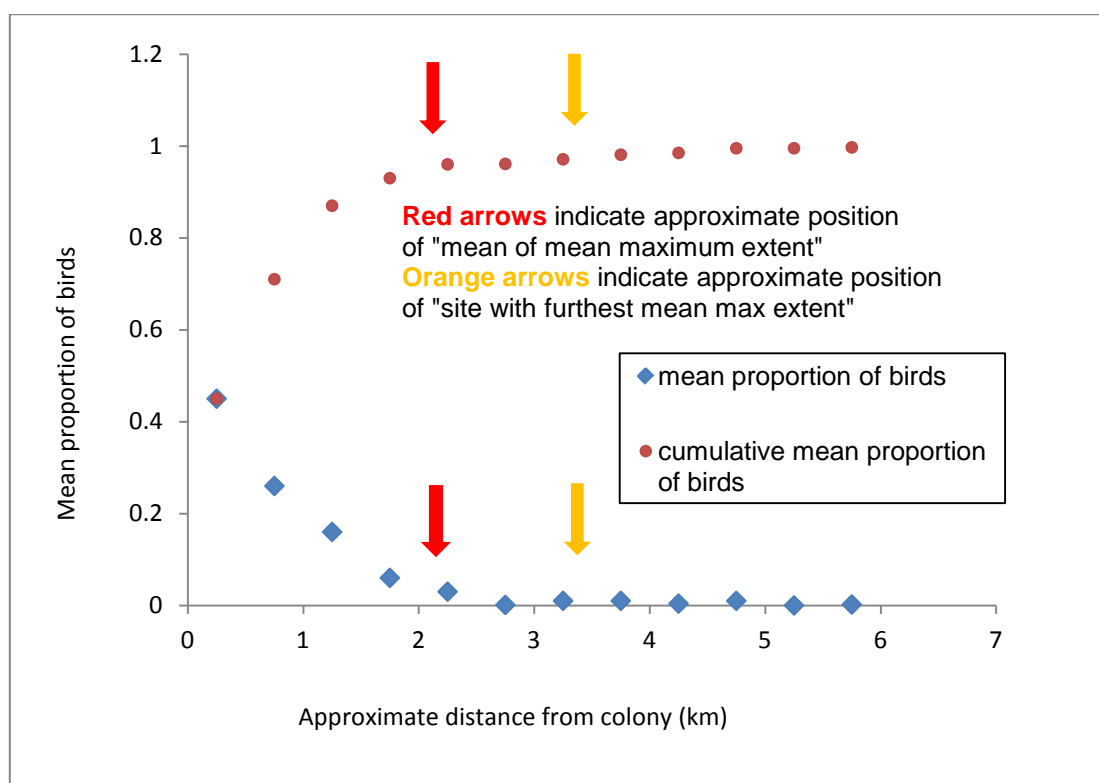 1.2
1
0.8
0.6
0.4
0.2
0
Mean proportion of birds
Red arrows indicate approximate position
of "mean of mean maximum extent"
Orange arrows indicate approximate position
of "site with furthest mean max extent"
mean proportion of birds
cumulative mean proportion
of birds
0 1 2 3 4 5 6 7
Approximate distance from colony (km)